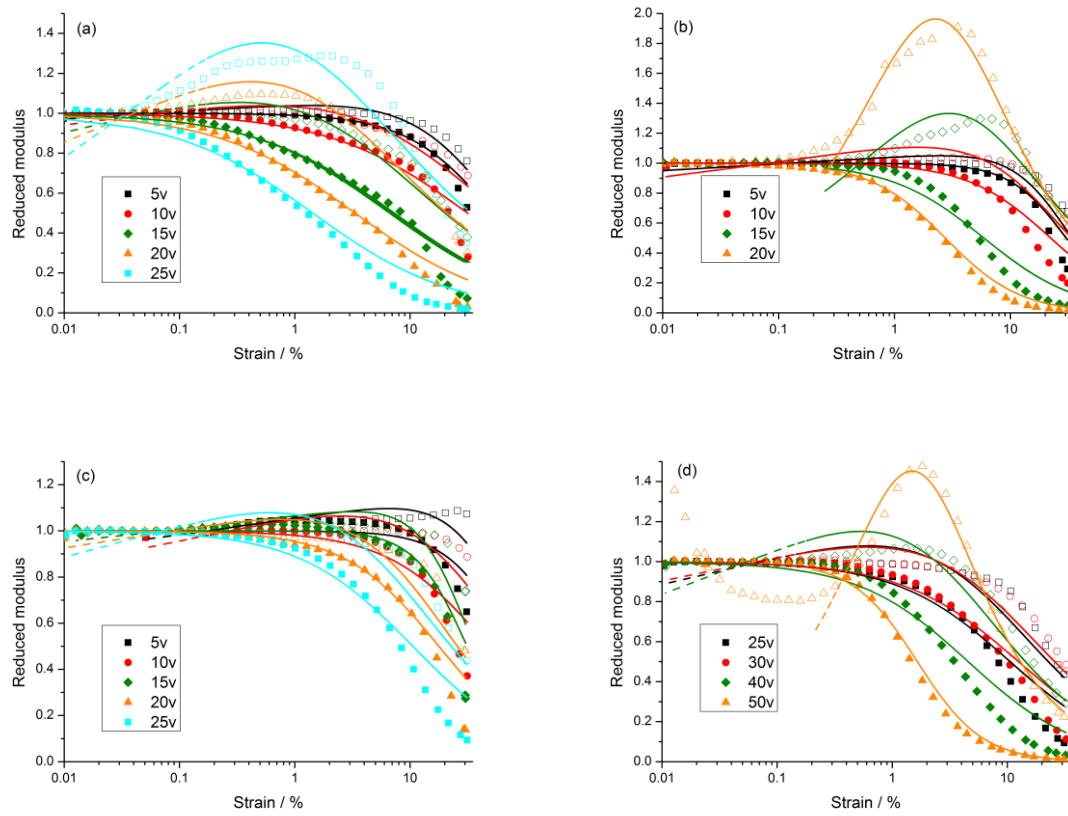 (a)
Reduced modulus
1.4
1.2
1.0
0.8
0.6
0.4
0.2
0.0
5v
10v
15v
20v
25v
0.01 0.1 1 10
Strain / %
(b)
Reduced modulus
2.0
1.8
1.6
1.4
1.2
1.0
0.8
0.6
0.4
0.2
0.0
5v
10v
15v
20v
0.01 0.1 1 10
Strain / %
(c)
Reduced modulus
1.2
1.0
0.8
0.6
0.4
0.2
0.0
5v
10v
15v
20v
25v
0.01 0.1 1 10
Strain / %
(d)
Reduced modulus
1.4
1.2
1.0
0.8
0.6
0.4
0.2
0.0
25v
30v
40v
50v
0.01 0.1 1 10
Strain / %